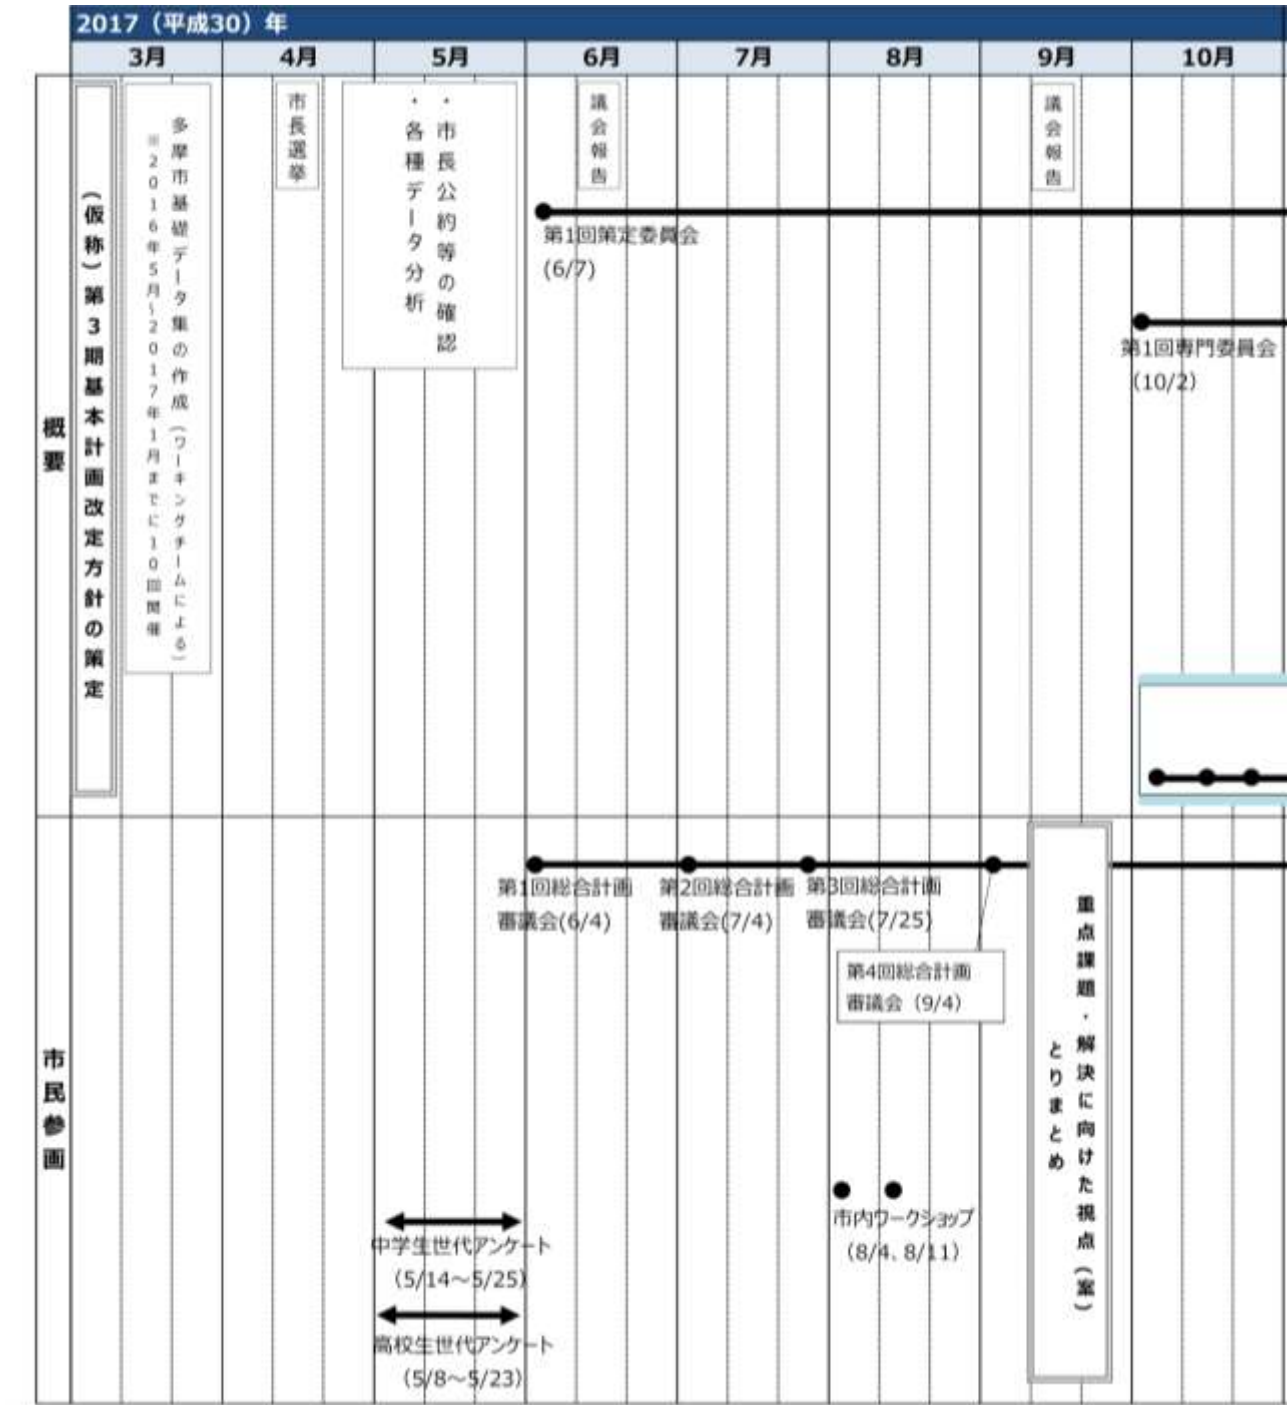 2017（平成30）年
3月
4月
5月
6月
7月
8月
9月
10月
概要
（仮称）第3期基本計画改定方針の策定
多摩市基礎データ集の作成（ワーキングチームによる）
※2016年5月～2017年1月までに10回開催
市長選挙
・市長公約等の確認
・各種データ分析
議会報告
議会報告
第1回策定委員会
(6/7)
第1回専門委員会
（10/2）
市民参画
第1回総合計画
審議会(6/4)
第2回総合計画
審議会(7/4)
第3回総合計画
審議会(7/25)
第4回総合計画
審議会（9/4）
重点課題・解決に向けた視点（案）
とりまとめ
市内ワークショップ
（8/4、8/11）
中学生世代アンケート
（5/14～5/25）
高校生世代アンケート
（5/8～5/23）